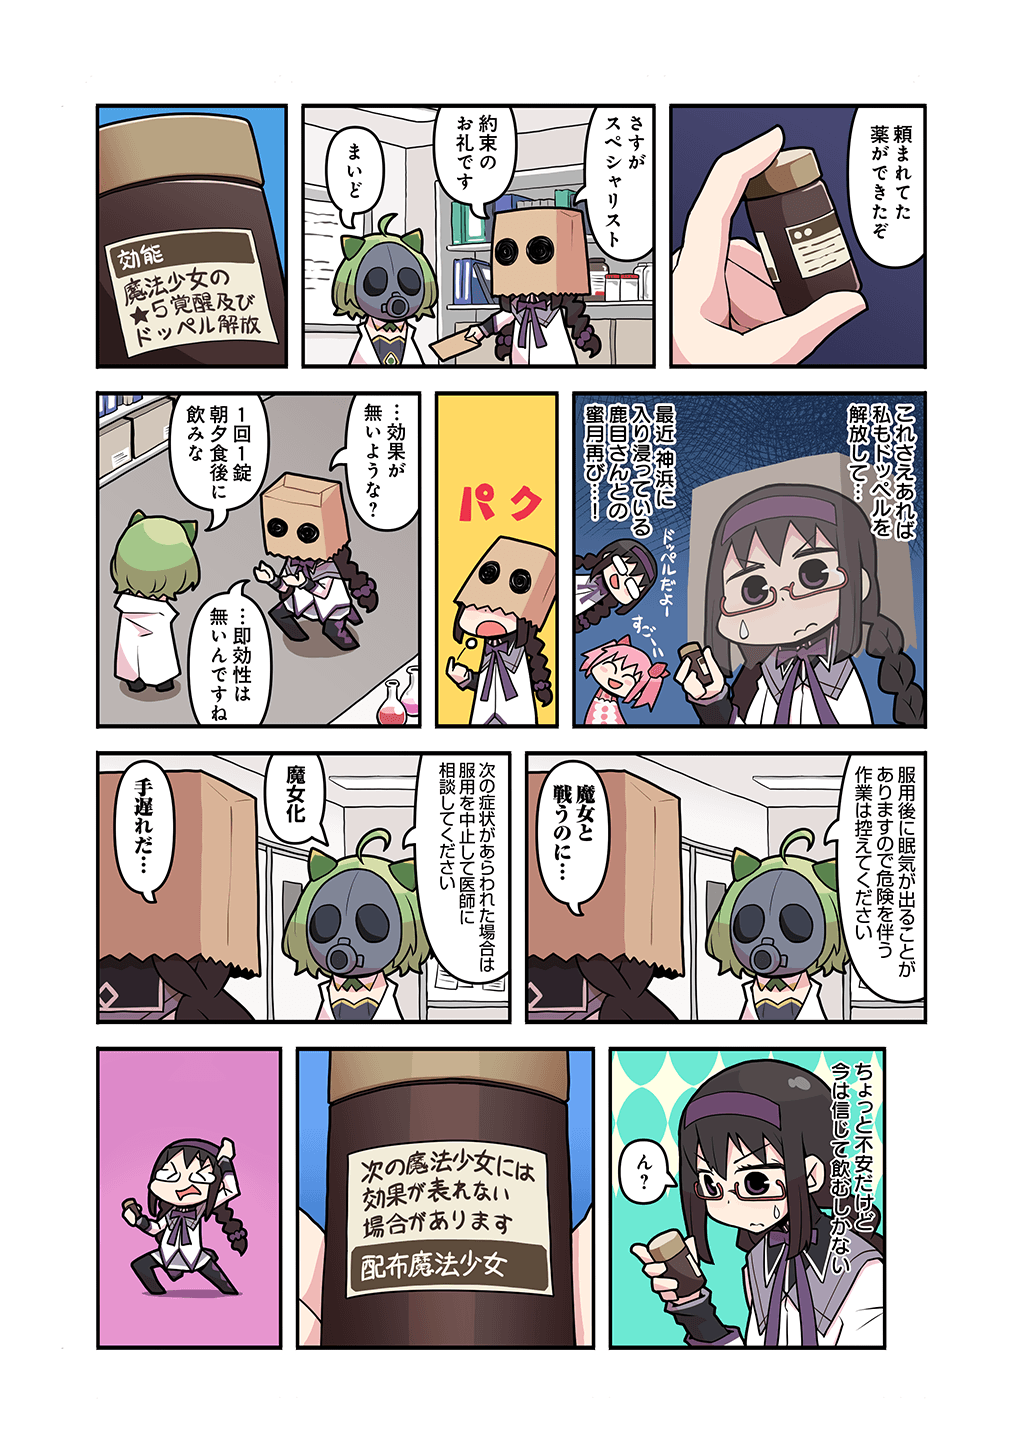 頼まれてた
薬ができたぞ
さすが
スペシャリスト
約束の
お礼です
まいど
効能
魔法少女の
★5覚醒及び
ドッペル解放
これさえあれば
私もドッペルを
解放して…
最近 神浜に
入り浸っている
鹿目さんとの
蜜月再び…！
ドッペルだよー
すごーい
パク
…効果が
無いような？
1回1錠
朝夕食後に
飲みな
…即効性は
無いんですね
服用後に眠気が出ることが
ありますので危険を伴う
作業は控えてください
魔女と
戦うのに…
次の症状があらわれた場合は
服用を中止して医師に
相談してください
魔女化
手遅れだ…
ちょっと不安だけど
今は信じて飲むしかない
ん？
次の魔法少女には
効果が表れない
場合があります
配布魔法少女